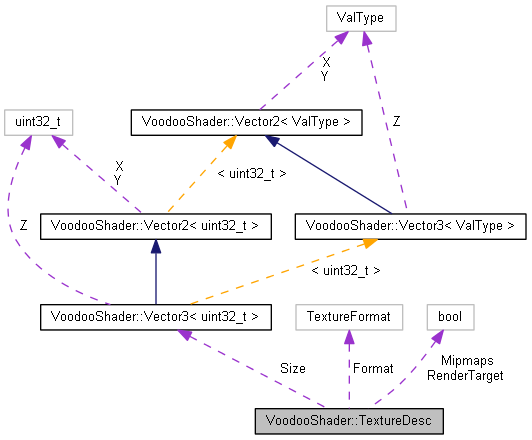 ValType
X
Y
uint32_t
VoodooShader::Vector2< ValType >
Z
X
Y
< uint32_t >
Z
VoodooShader::Vector2< uint32_t >
VoodooShader::Vector3< ValType >
< uint32_t >
VoodooShader::Vector3< uint32_t >
TextureFormat
bool
Size
Format
Mipmaps
RenderTarget
VoodooShader::TextureDesc